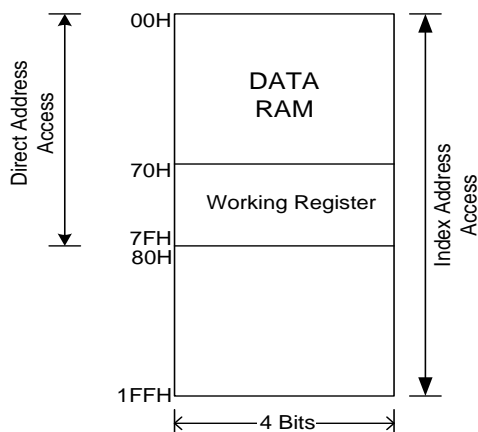 00H
DATA
RAM
Direct Address
Access
70H
Working Register
7FH
80H
Index Address
Access
1FFH
4 Bits